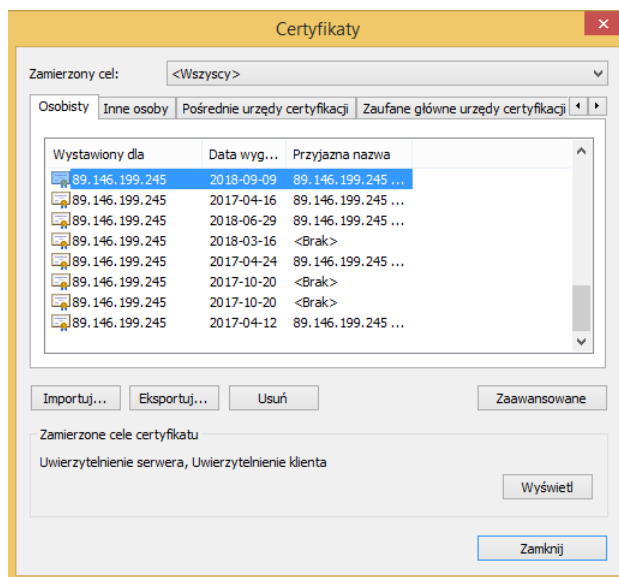 Certyfikaty
Zamierzony cel: <Wszyscy>
Osobisty Inne osoby Pośrednie urzędy certyfikacji Zaufane główne urzędy certyfikacji
Wystawiony dla Data wyg... Przyjazna nazwa
89.146.199.245 2018-09-09 89.146.199.245 ...
89.146.199.245 2017-04-16 89.146.199.245 ...
89.146.199.245 2018-06-29 89.146.199.245 ...
89.146.199.245 2018-03-16 <Brak>
89.146.199.245 2017-04-24 89.146.199.245 ...
89.146.199.245 2017-10-20 <Brak>
89.146.199.245 2017-10-20 <Brak>
89.146.199.245 2017-04-12 89.146.199.245 ...
Importuj... Eksportuj... Usuń Zaawansowane
Zamierzone cele certyfikatu
Uwierzytelnienie serwera, Uwierzytelnienie klienta
Wyświetl
Zamknij